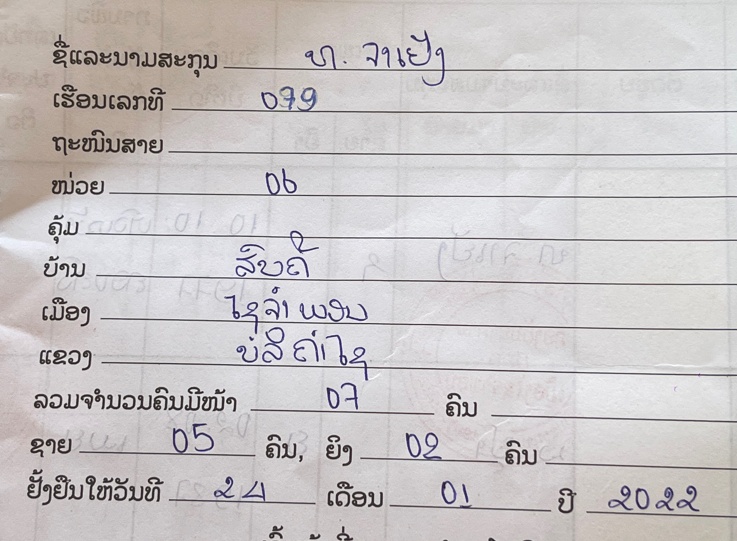 ຊື່ແລະນາມສະກຸນ ທ. ຈາເຢັງ
ເຮືອນເລກທີ 079
ຖະໜົນສາຍ
ໜ່ວຍ 06
ຄຸ້ມ
ບ້ານ
ເມືອງ ໄຊຈຳພອນ
ແຂວງ ບໍລິຄຳໄຊ
ລວມຈຳນວນຄົນມີໜ້າ 07 ຄົນ
ຊາຍ 05 ຄົນ, ຍິງ 02 ຄົນ
ຢັ້ງຢືນໃຫ້ວັນທີ 24 ເດືອນ 01 ປີ 2022